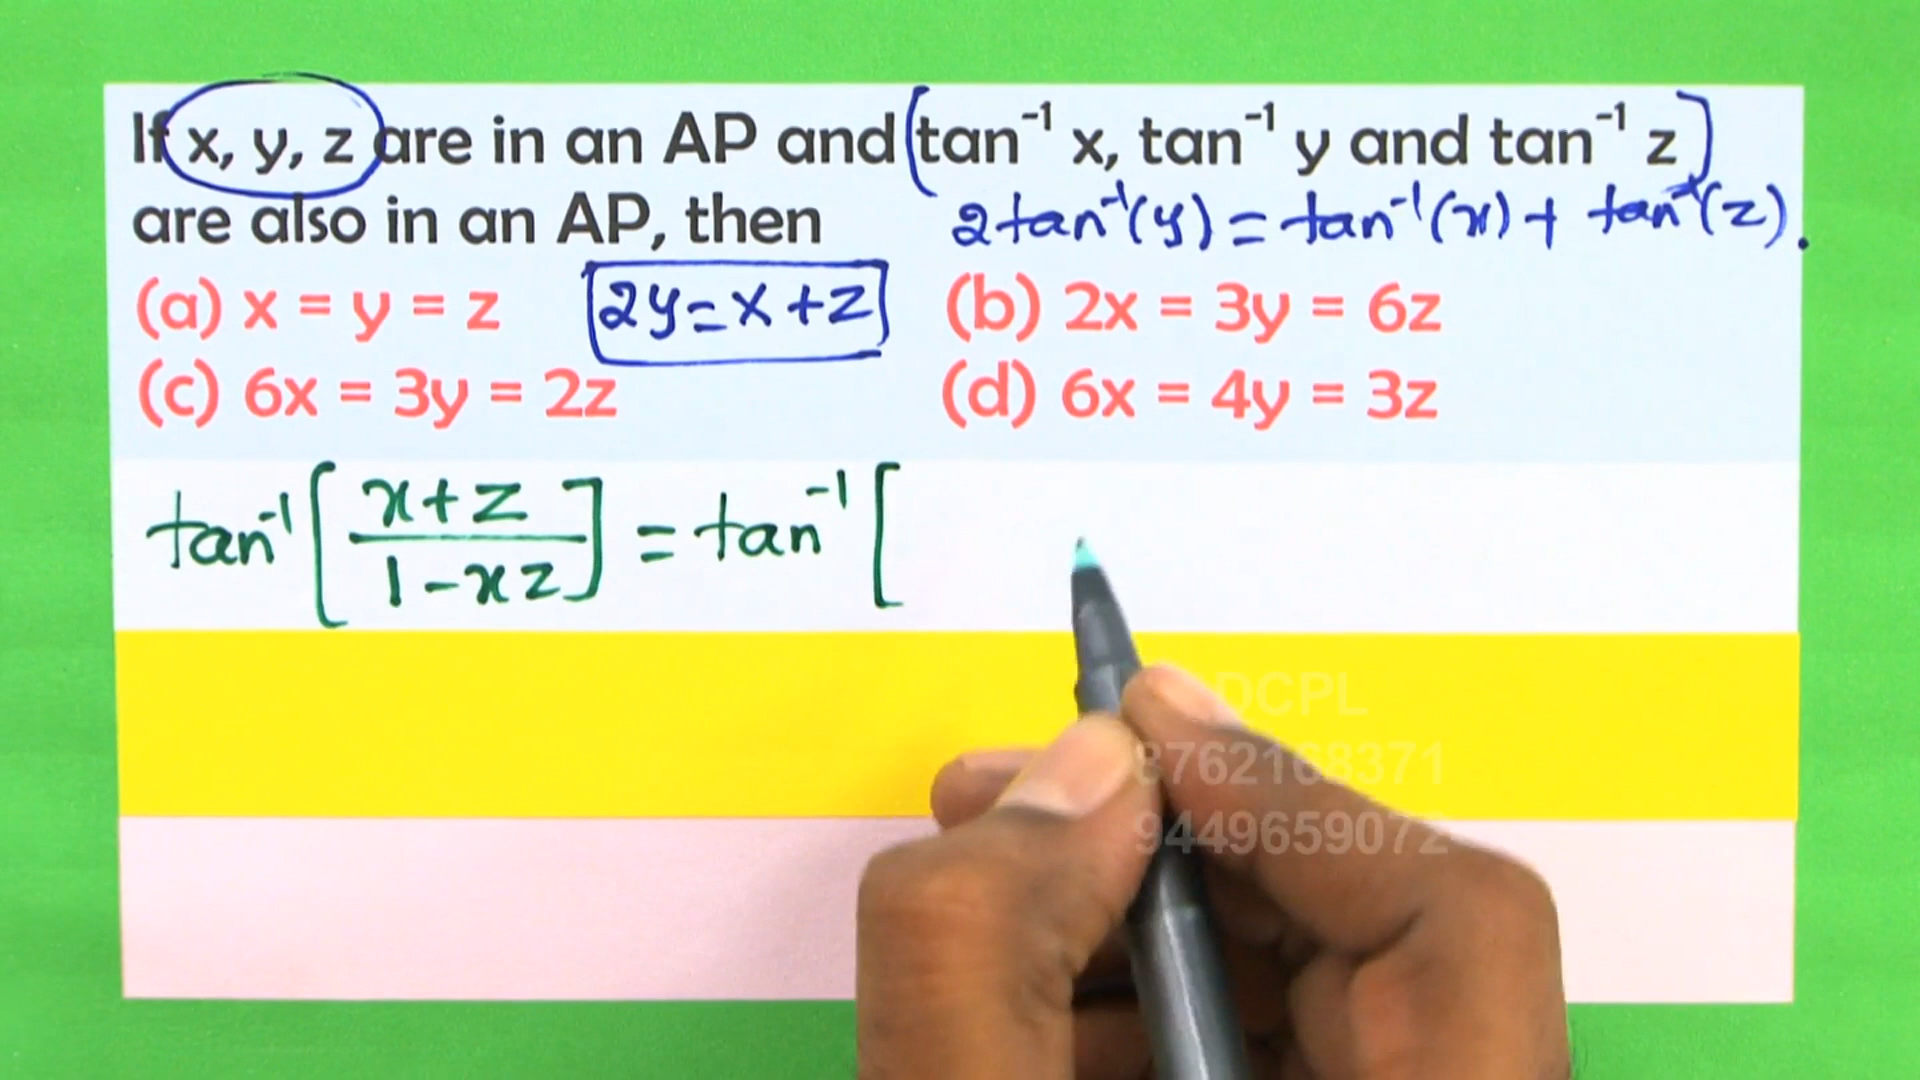 If x, y, z are in an AP and (tan⁻¹ x, tan⁻¹ y and tan⁻¹ z)
are also in an AP, then 2tan⁻¹(y) = tan⁻¹(x) + tan⁻¹(z).
(a) x = y = z 2y = x + z (b) 2x = 3y = 6z
(c) 6x = 3y = 2z (d) 6x = 4y = 3z
tan⁻¹[x+z/1-xz] = tan⁻¹[
DCPL
8762168371
9449659072